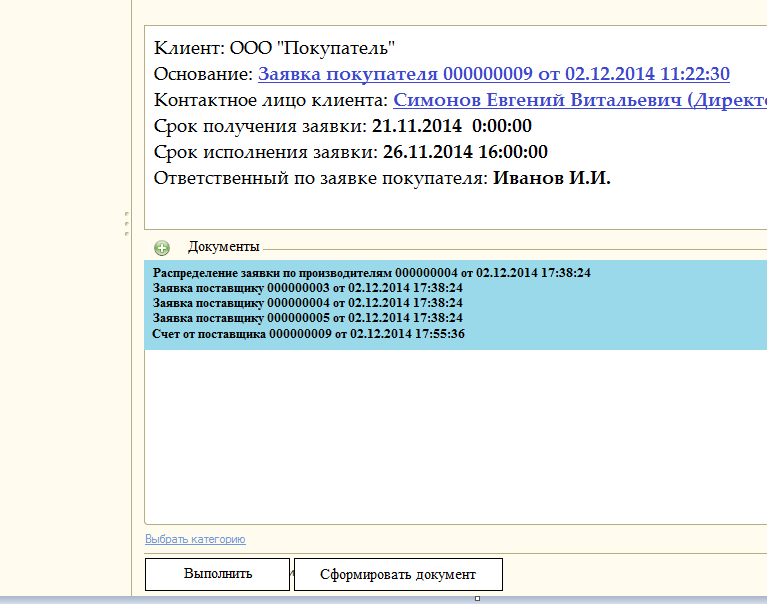 Клиент: ООО "Покупатель"
Основание: Заявка покупателя 000000009 от 02.12.2014 11:22:30
Контактное лицо клиента: Симонов Евгений Витальевич (Директо
Срок получения заявки: 21.11.2014 0:00:00
Срок исполнения заявки: 26.11.2014 16:00:00
Ответственный по заявке покупателя: Иванов И.И.
Документы
Распределение заявки по производителям 000000004 от 02.12.2014 17:38:24
Заявка поставщику 000000003 от 02.12.2014 17:38:24
Заявка поставщику 000000004 от 02.12.2014 17:38:24
Заявка поставщику 000000005 от 02.12.2014 17:38:24
Счет от поставщика 000000009 от 02.12.2014 17:55:36
Выбрать категорию
Выполнить Сформировать документ